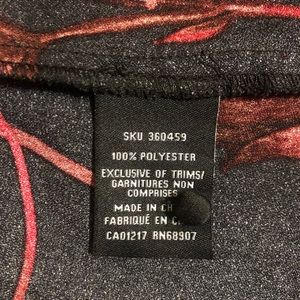 SKU 360459
100% POLYESTER
EXCLUSIVE OF TRIMS/
GARNITURES NON
COMPRISES
MADE IN
FABRIQUÉ EN
CA01217 RN68907